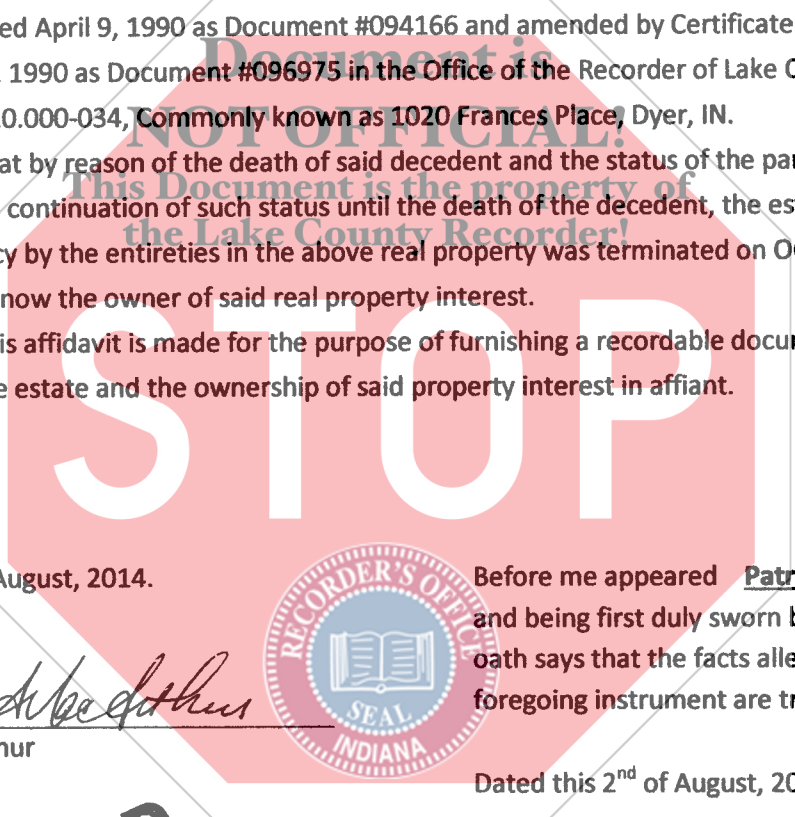 ed April 9, 1990 as Document #094166 and amended by Certificate
1990 as Document #096975 in the Office of the Recorder of Lake C
0.000-034, Commonly known as 1020 Frances Place, Dyer, IN.
at by reason of the death of said decedent and the status of the par
continuation of such status until the death of the decedent, the es
cy by the entireties in the above real property was terminated on O
now the owner of said real property interest.
is affidavit is made for the purpose of furnishing a recordable docu
e estate and the ownership of said property interest in affiant.
Document is
NOT OFFICIAL!
This Document is the property of
the Lake County Recorder!
STOP
August, 2014.
hur
RECORDER'S OFFICE
SEAL
INDIANA
Before me appeared Patr
and being first duly sworn b
oath says that the facts alle
foregoing instrument are tr
Dated this 2nd of August, 20